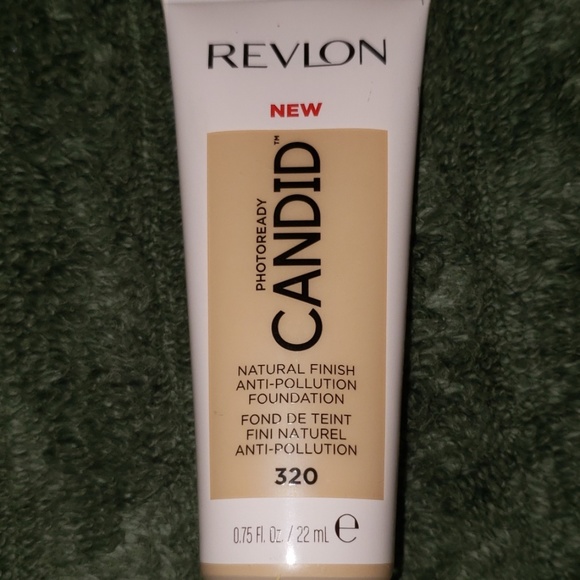 REVLON
NEW
PHOTOREADY
CANDID™
NATURAL FINISH
ANTI-POLLUTION
FOUNDATION
FOND DE TEINT
FINI NATUREL
ANTI-POLLUTION
320
0.75 Fl. Oz. / 22 mL ℮